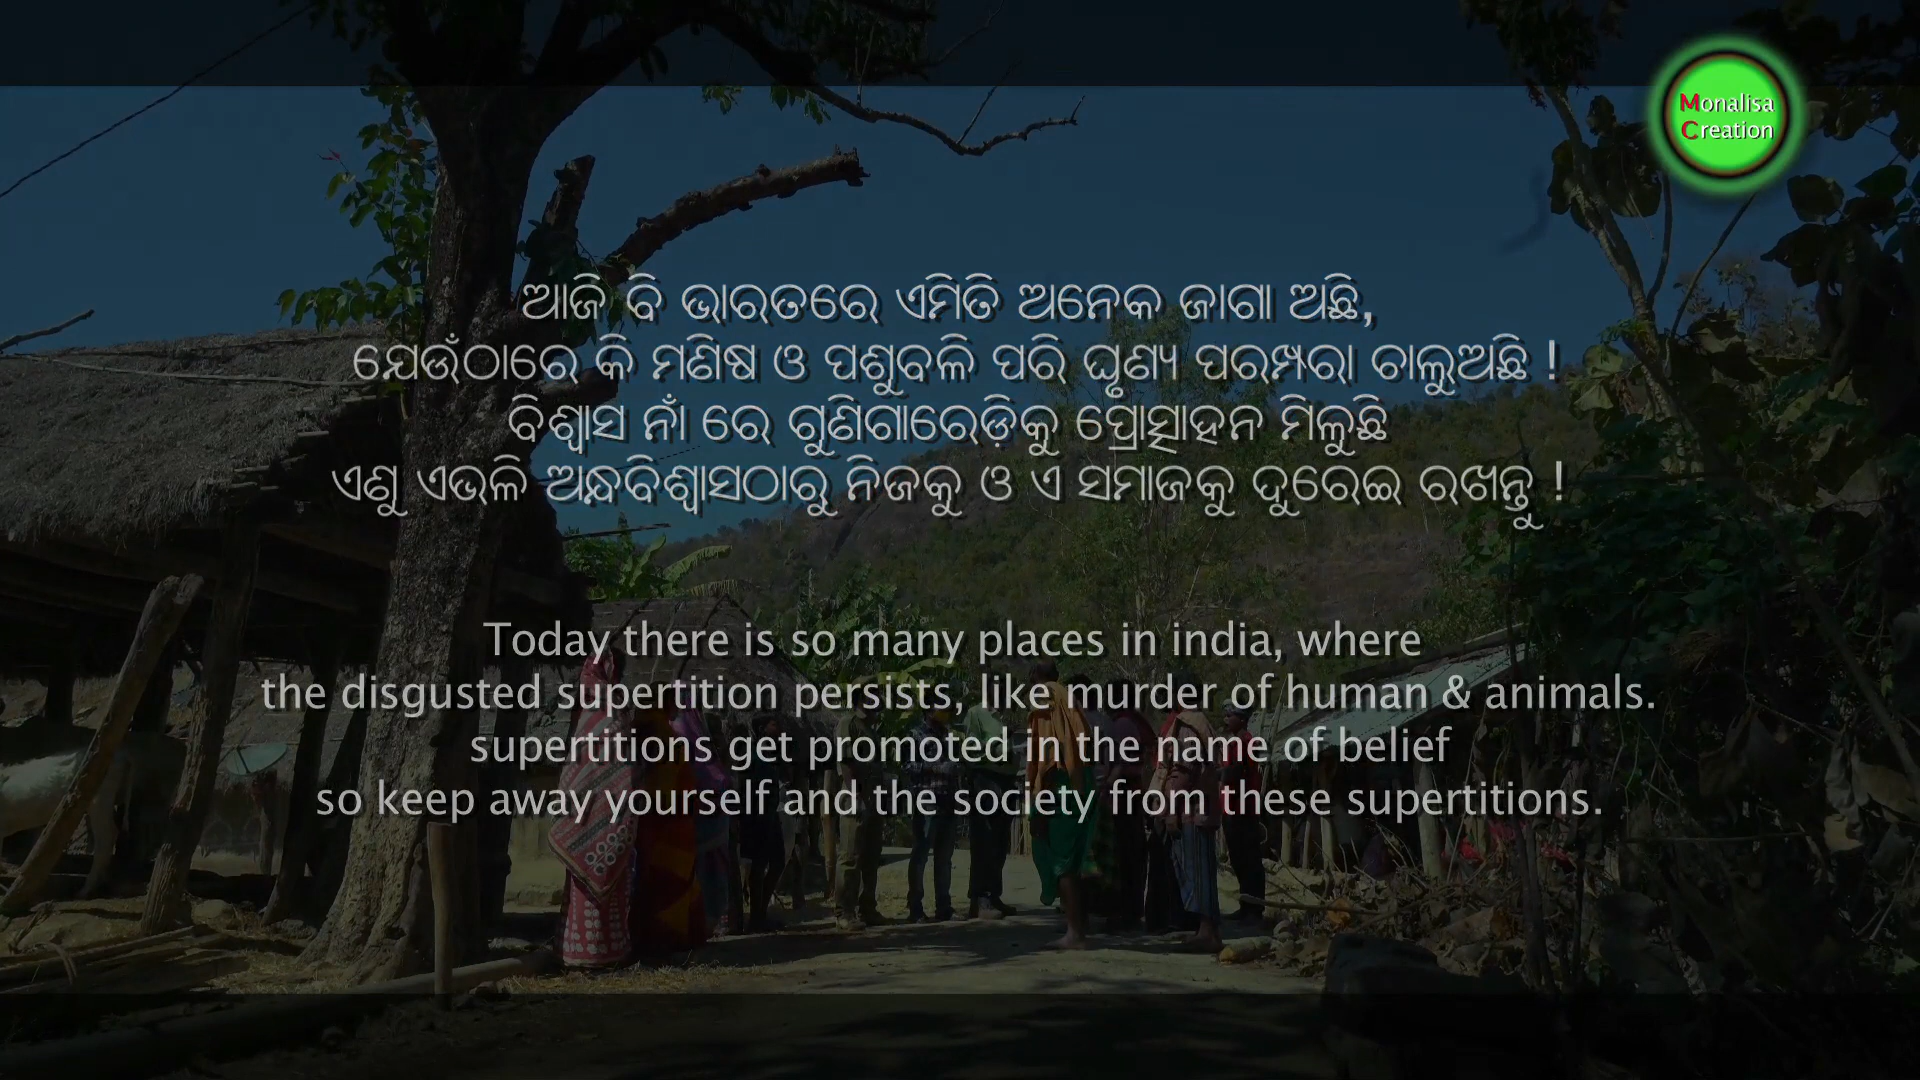 Monalisa
Creation
ଆଜି ବି ଭାରତରେ ଏମିତି ଅନେକ ଜାଗା ଅଛି,
ଯେଉଁଠାରେ କି ମଣିଷ ଓ ପଶୁବଳି ପରି ଘୃଣ୍ୟ ପରମ୍ପରା ଚାଲୁଅଛି !
ବିଶ୍ୱାସ ନାଁ ରେ ଗୁଣିଗାରେଡ଼ିକୁ ପ୍ରୋତ୍ସାହନ ମିଳୁଛି
ଏଣୁ ଏଭଳି ଅନ୍ଧବିଶ୍ୱାସଠାରୁ ନିଜକୁ ଓ ଏ ସମାଜକୁ ଦୁରେଇ ରଖନ୍ତୁ !
Today there is so many places in india, where
the disgusted supertition persists, like murder of human & animals.
supertitions get promoted in the name of belief
so keep away yourself and the society from these supertitions.